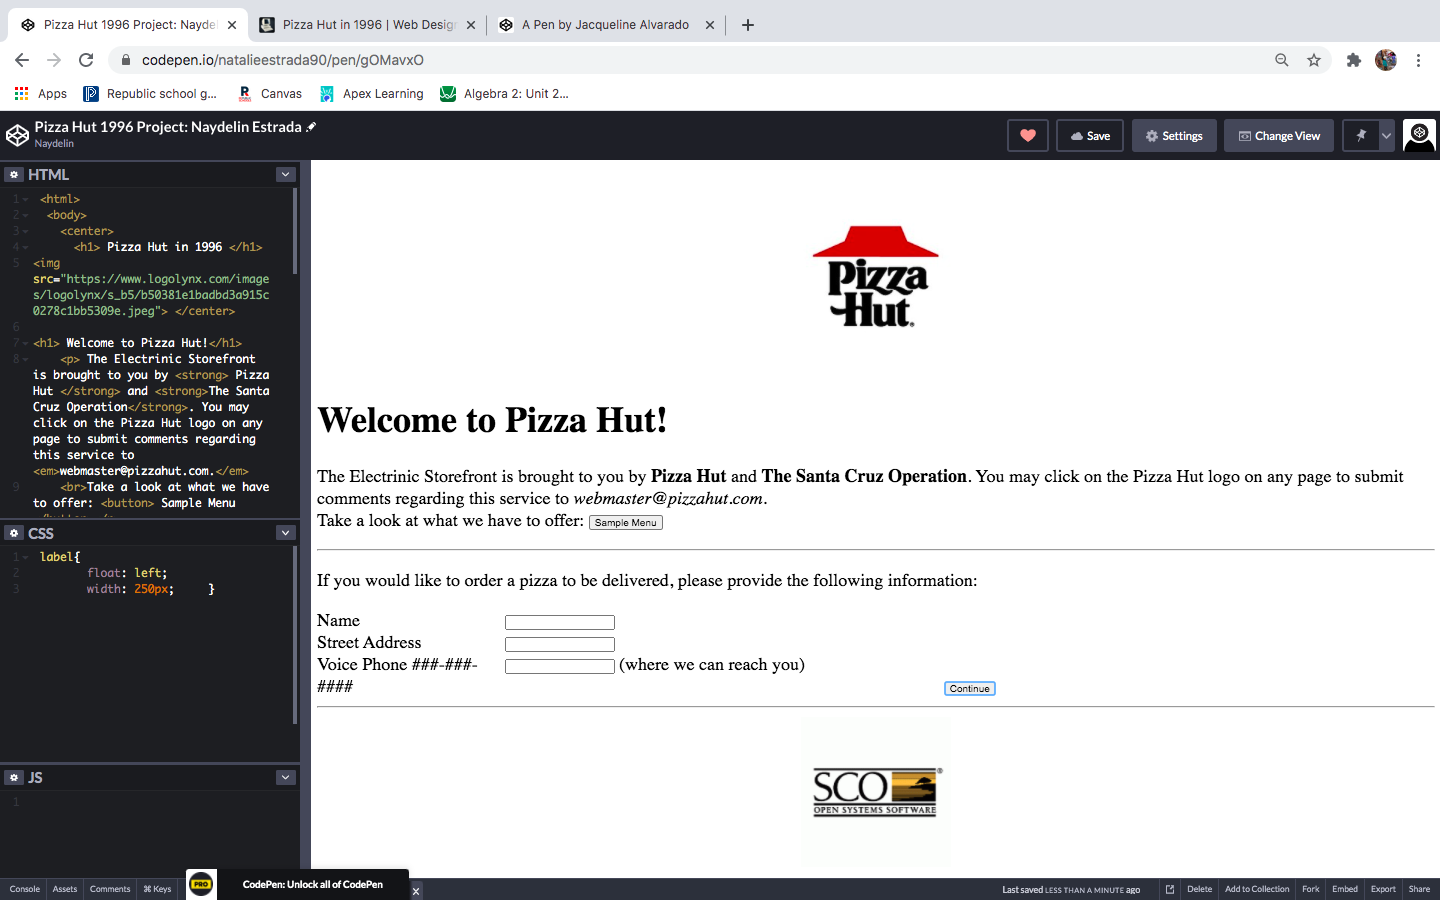 Pizza Hut 1996 Project: Nayde
Pizza Hut in 1996 | Web Design
A Pen by Jacqueline Alvarado
codepen.io/natalieestrada90/pen/gOMavxO
Apps
Republic school g...
Canvas
Apex Learning
Algebra 2: Unit 2...
Pizza Hut 1996 Project: Naydelin Estrada
Naydelin
Save
Settings
Change View
HTML
1 <html>
2 <body>
3 <center>
4 <h1> Pizza Hut in 1996 </h1>
5 <img
src="https://www.logolynx.com/image
s/logolynx/s_b5/b50381e1badbd3a915c
0278c1bb5309e.jpeg"> </center>
6
7 <h1> Welcome to Pizza Hut!</h1>
8 <p> The Electrinic Storefront
is brought to you by <strong> Pizza
Hut </strong> and <strong>The Santa
Cruz Operation</strong>. You may
click on the Pizza Hut logo on any
page to submit comments regarding
this service to
<em>webmaster@pizzahut.com.</em>
9 <br>Take a look at what we have
to offer: <button> Sample Menu
CSS
1 label{
2 float: left;
3 width: 250px; }
JS
1
Pizza
Hut
Welcome to Pizza Hut!
The Electrinic Storefront is brought to you by Pizza Hut and The Santa Cruz Operation. You may click on the Pizza Hut logo on any page to submit
comments regarding this service to webmaster@pizzahut.com.
Take a look at what we have to offer: Sample Menu
If you would like to order a pizza to be delivered, please provide the following information:
Name
Street Address
Voice Phone ###-###- (where we can reach you)
####
Continue
SCO
OPEN SYSTEMS SOFTWARE
Console
Assets
Comments
⌘ Keys
PRO
CodePen: Unlock all of CodePen
x
Last saved LESS THAN A MINUTE ago
Delete
Add to Collection
Fork
Embed
Export
Share